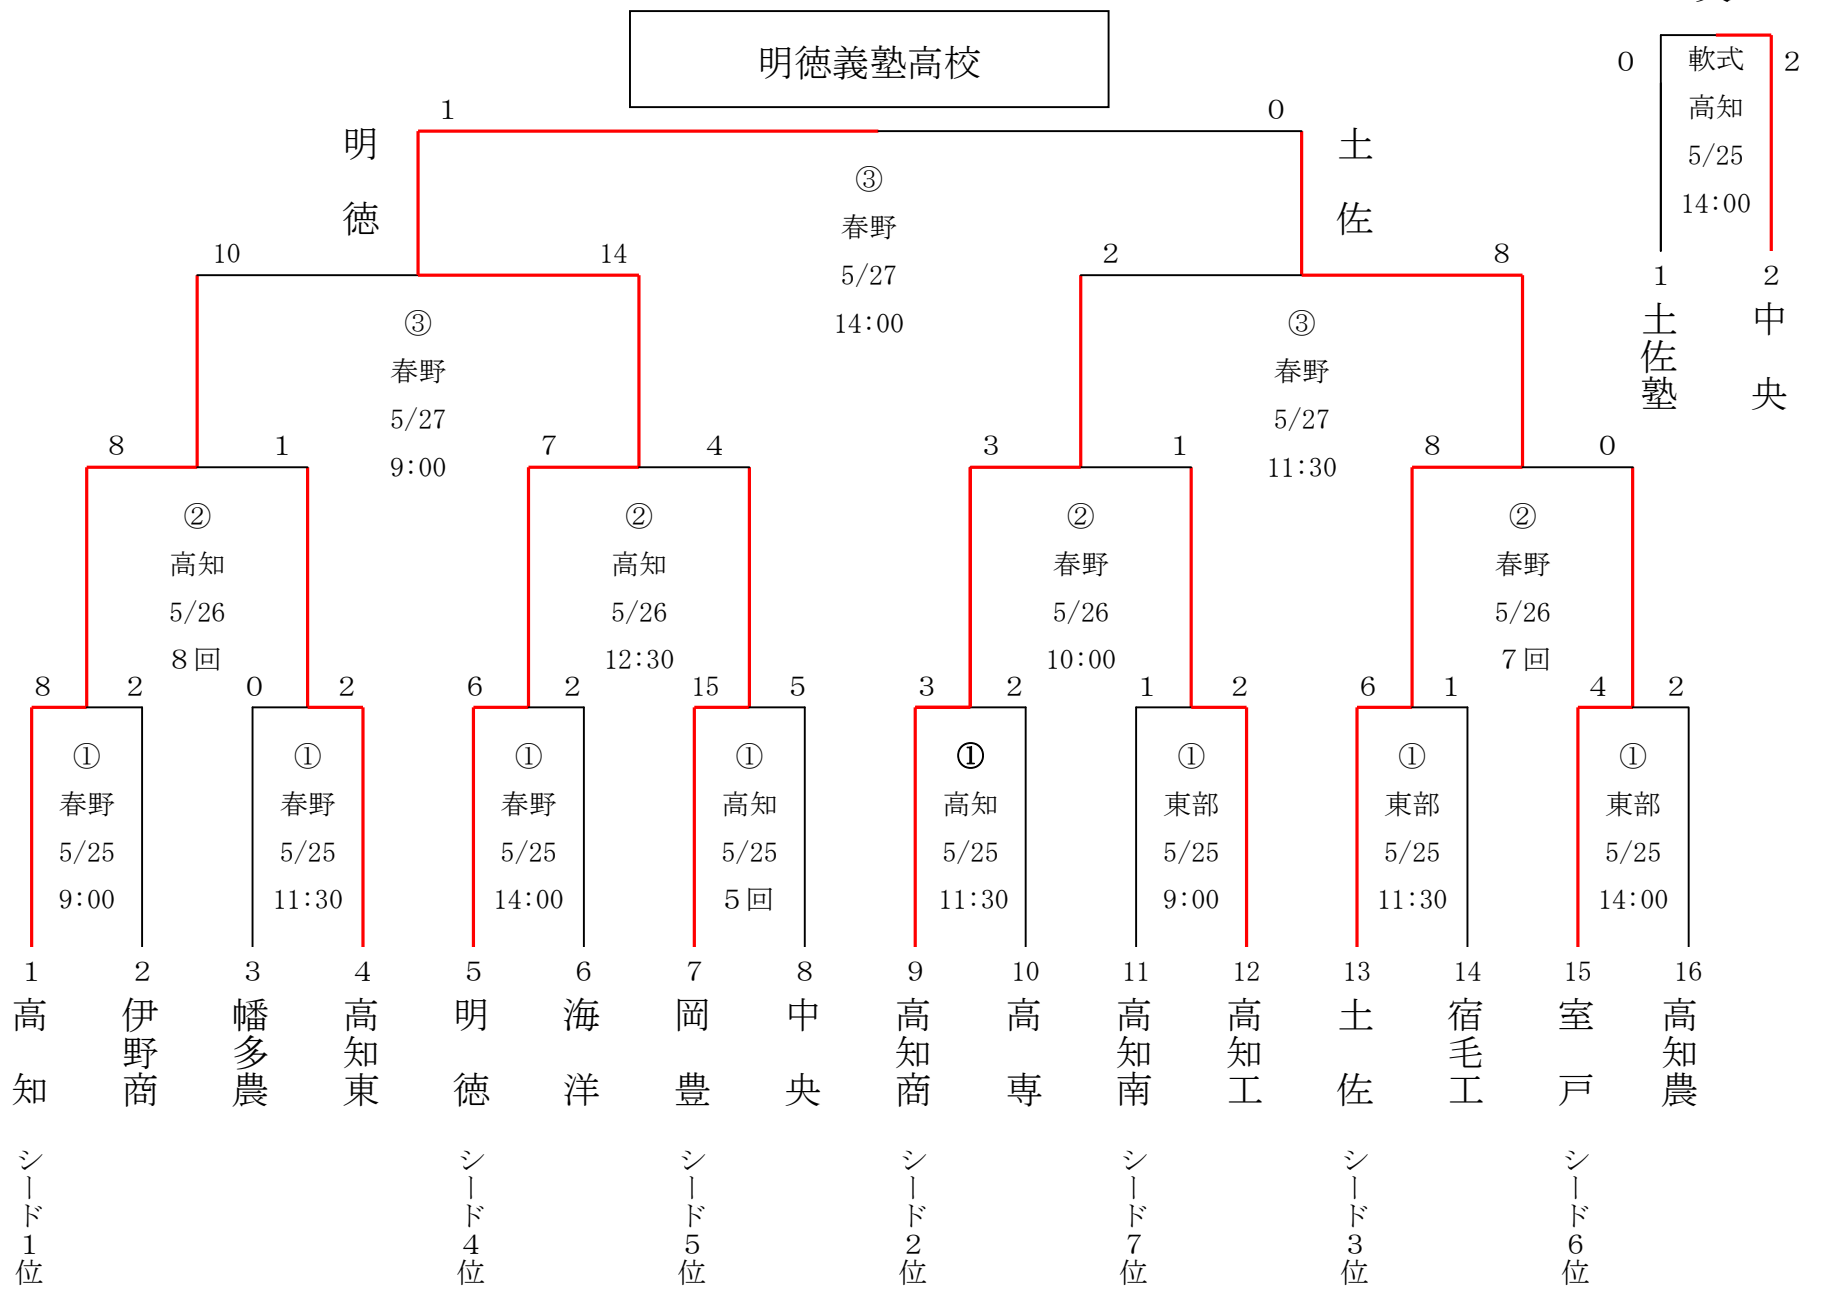 明徳義塾高校
1
0
明徳
土佐
③
春野
5/27
14:00
0
2
軟式
高知
5/25
14:00
1
2
土佐塾
中央
10
14
2
8
③
春野
5/27
9:00
③
春野
5/27
11:30
8
1
7
4
3
1
8
0
②
高知
5/26
8回
②
高知
5/26
12:30
②
春野
5/26
10:00
②
春野
5/26
7回
8
2
0
2
6
2
15
5
3
2
1
2
6
1
4
2
①
春野
5/25
9:00
①
春野
5/25
11:30
①
春野
5/25
14:00
①
高知
5/25
5回
①
高知
5/25
11:30
①
東部
5/25
9:00
①
東部
5/25
11:30
①
東部
5/25
14:00
1
2
3
4
5
6
7
8
9
10
11
12
13
14
15
16
高知
伊野商
幡多農
高知東
明徳
海洋
岡豊
中央
高知商
高専
高知南
高知工
土佐
宿毛工
室戸
高知農
シード1位
シード4位
シード5位
シード2位
シード7位
シード3位
シード6位